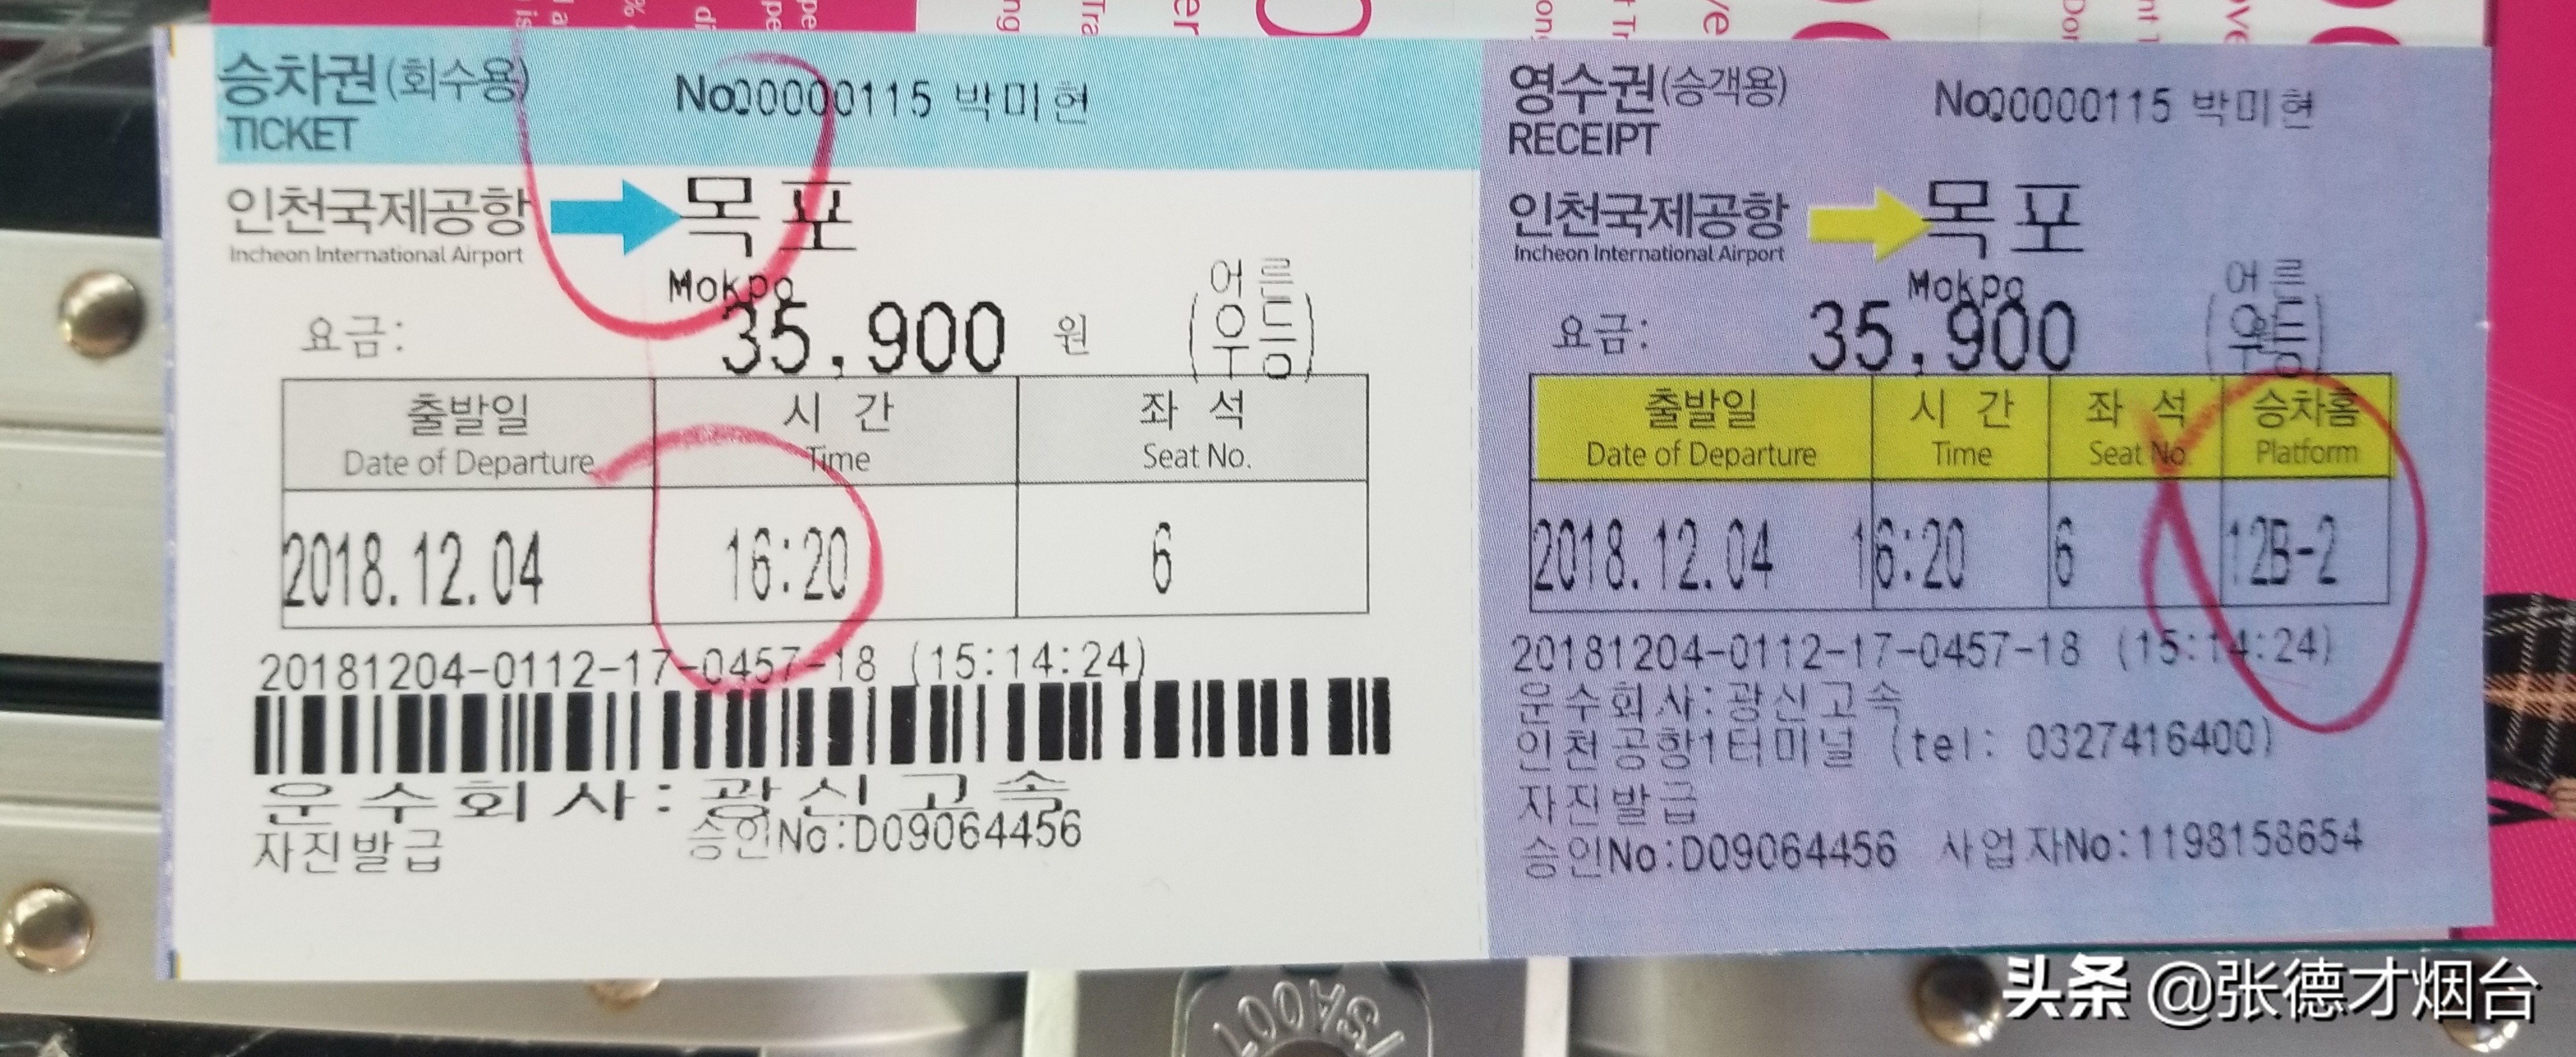 승차권(회수용)
TICKET
No.00000115 박미현
인천국제공항
Incheon International Airport
목포
Mokpo
요금: 35,900 원
(어른
우등)
출발일 시 간 좌 석
Date of Departure Time Seat No.
2018.12.04 16:20 6
20181204-0112-17-0457-18 (15:14:24)
운수회사:광신고속
자진발급 승인No:D09064456
영수권(승객용)
RECEIPT
No.00000115 박미현
인천국제공항
Incheon International Airport
목포
Mokpo
요금: 35,900
(어른
우등)
출발일 시 간 좌 석 승차홈
Date of Departure Time Seat No. Platform
2018.12.04 16:20 6 12B-2
20181204-0112-17-0457-18 (15:14:24)
운수회사:광신고속
인천공항1터미널 (tel: 0327416400)
자진발급
승인No:D09064456 사업자No:1198158654
TSA007
头条 @张德才烟台